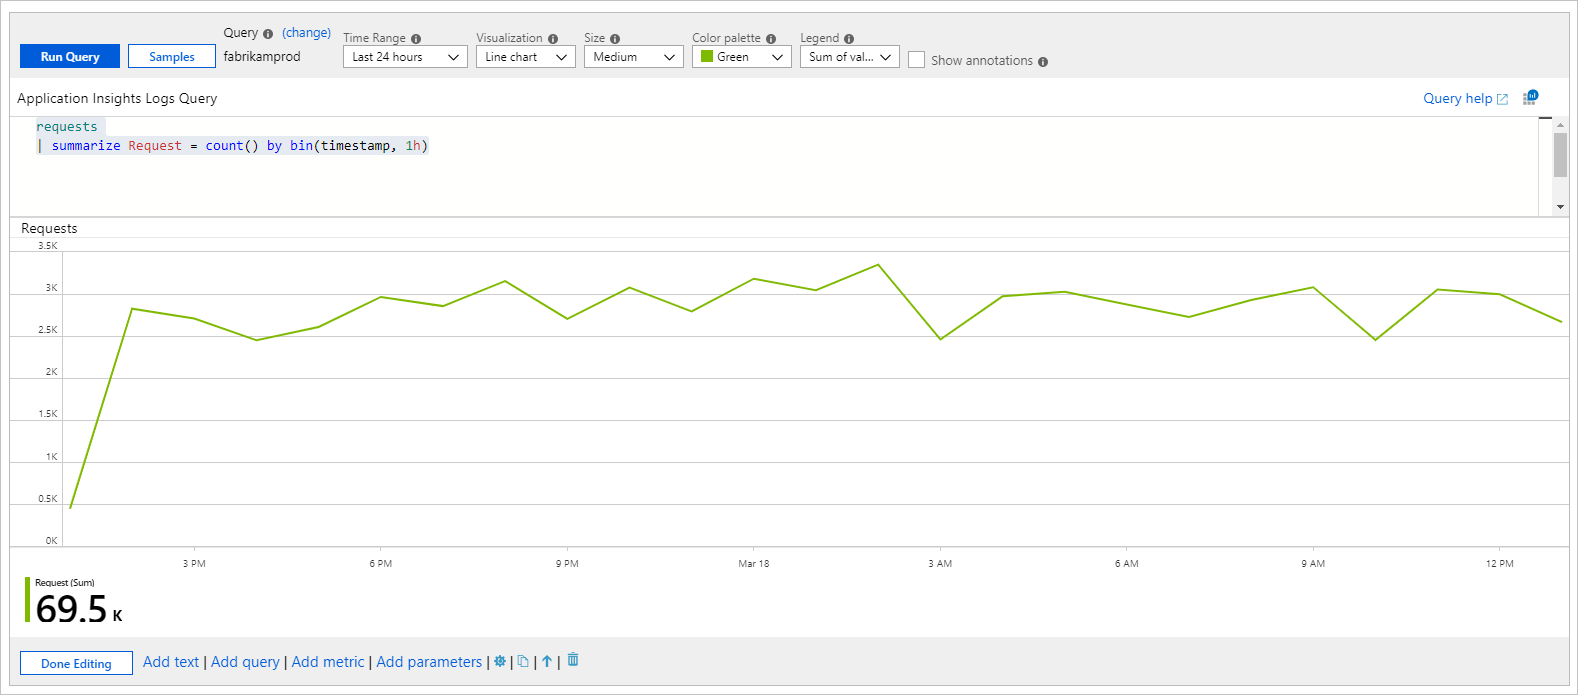 Query (change)
Time Range Visualization Size Color palette Legend
Run Query Samples fabrikamprod Last 24 hours Line chart Medium Green Sum of val... Show annotations
Application Insights Logs Query Query help
requests
| summarize Request = count() by bin(timestamp, 1h)
Requests
3.5K
3K
2.5K
2K
1.5K
1K
0.5K
0K
3 PM 6 PM 9 PM Mar 18 3 AM 6 AM 9 AM 12 PM
Request (Sum)
69.5 K
Done Editing Add text | Add query | Add metric | Add parameters | | | |